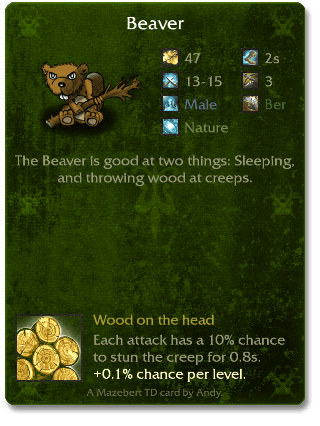 Beaver
47 2s
13-15 3
Male Ber
Nature
The Beaver is good at two things: Sleeping,
and throwing wood at creeps.
Wood on the head
Each attack has a 10% chance
to stun the creep for 0.8s.
+0.1% chance per level.
A Mazebert TD card by Andy.